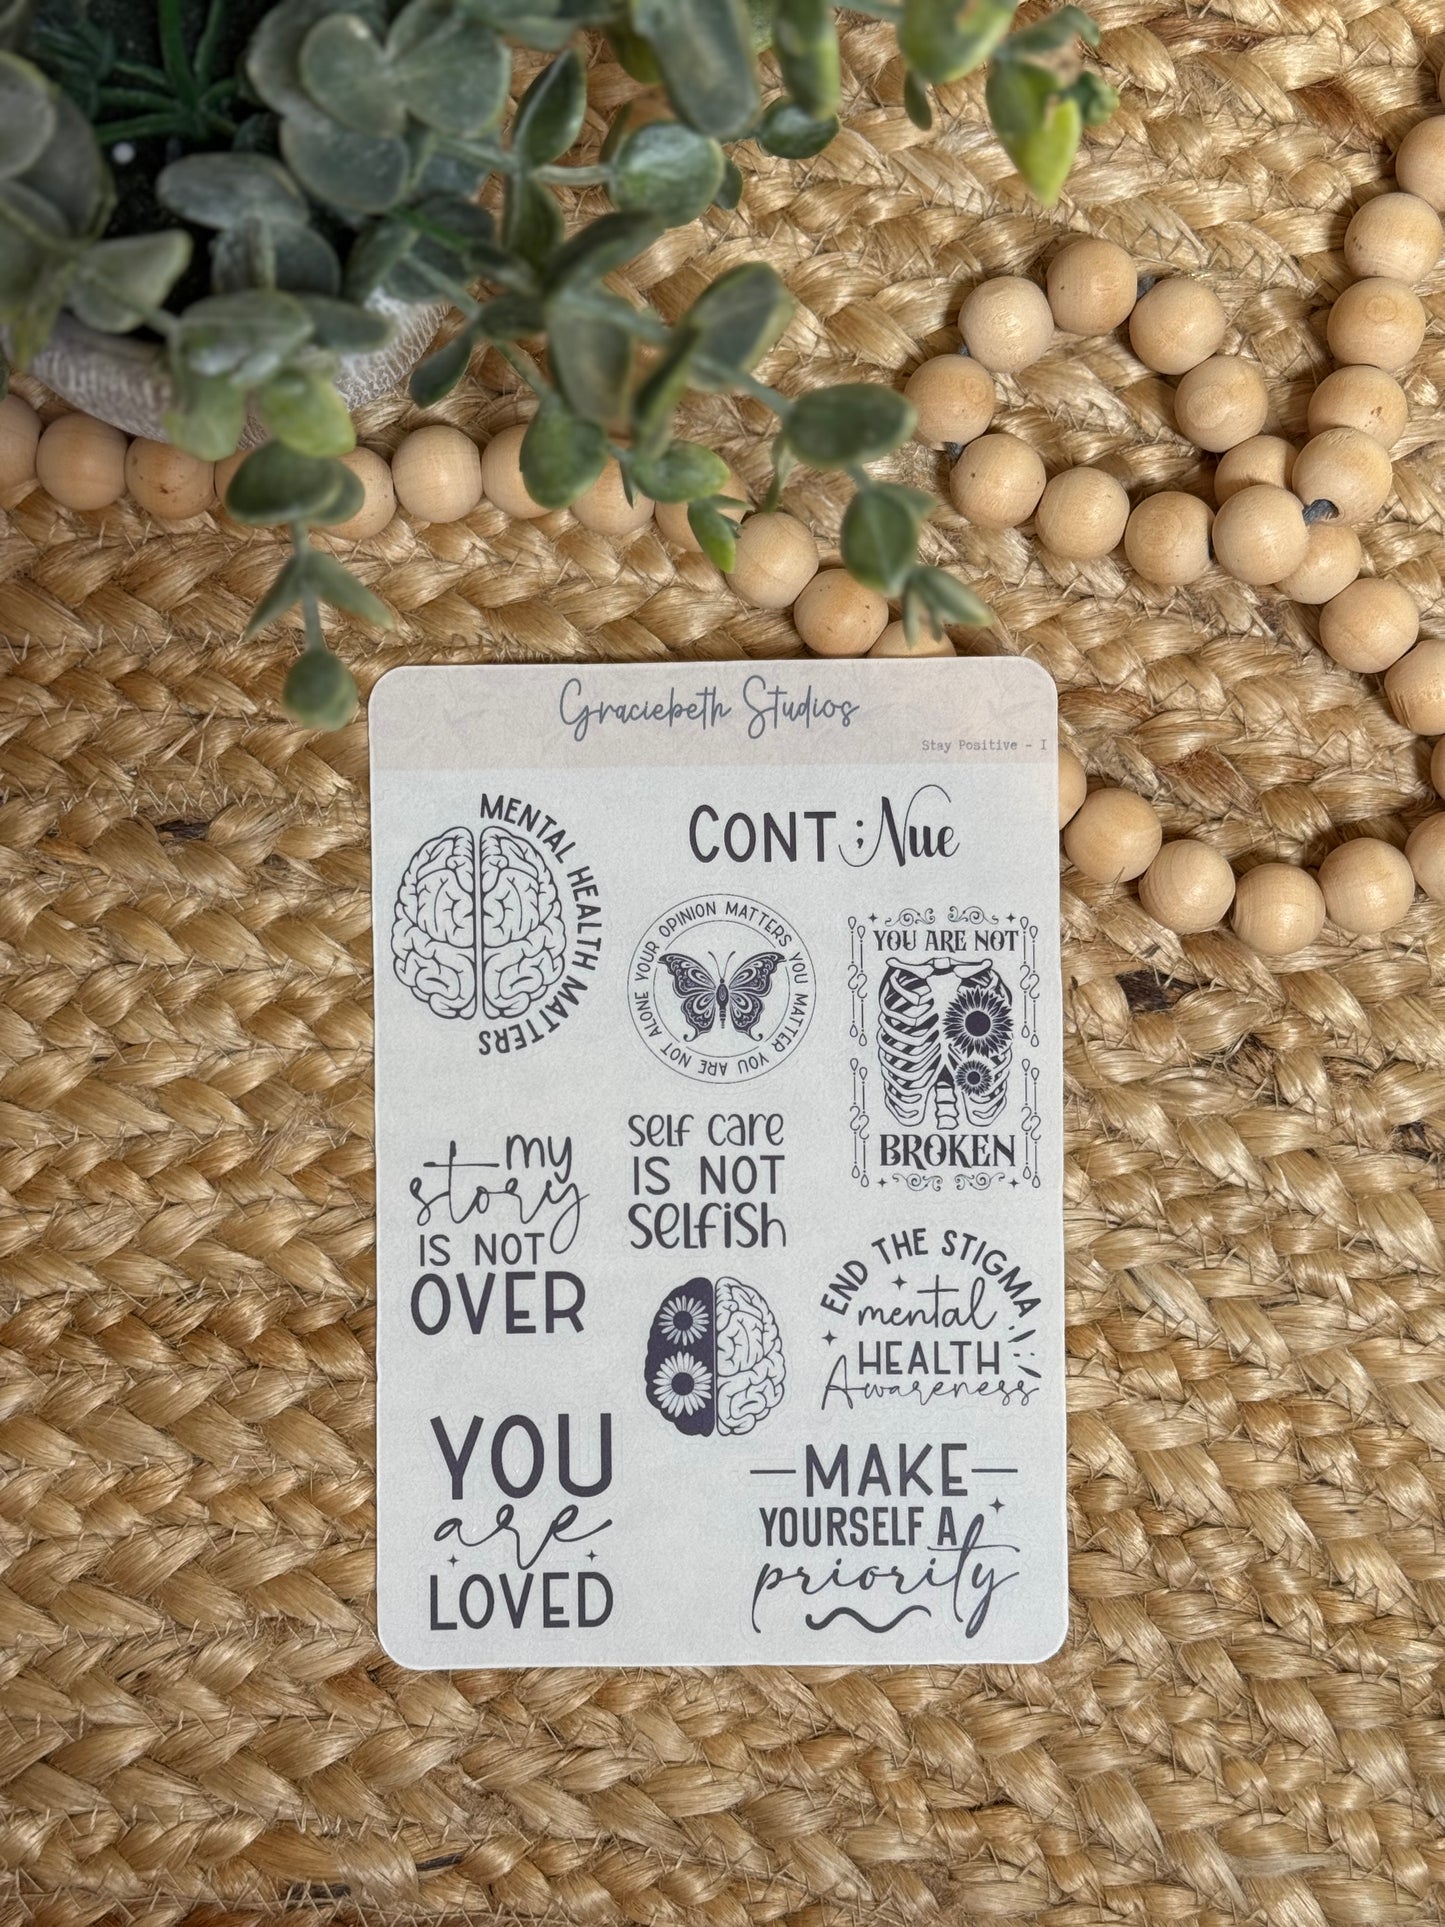 Graciebeth Studios
Stay Positive - I
MENTAL HEALTH MATTERS
CONT;Nue
YOUR OPINION MATTERS YOU MATTER YOU ARE NOT ALONE
YOU ARE NOT
BROKEN
my
story
IS NOT
OVER
self care
IS NOT
selfish
END THE STIGMA
mental
HEALTH
Awareness
YOU
are
LOVED
MAKE
YOURSELF A
priority